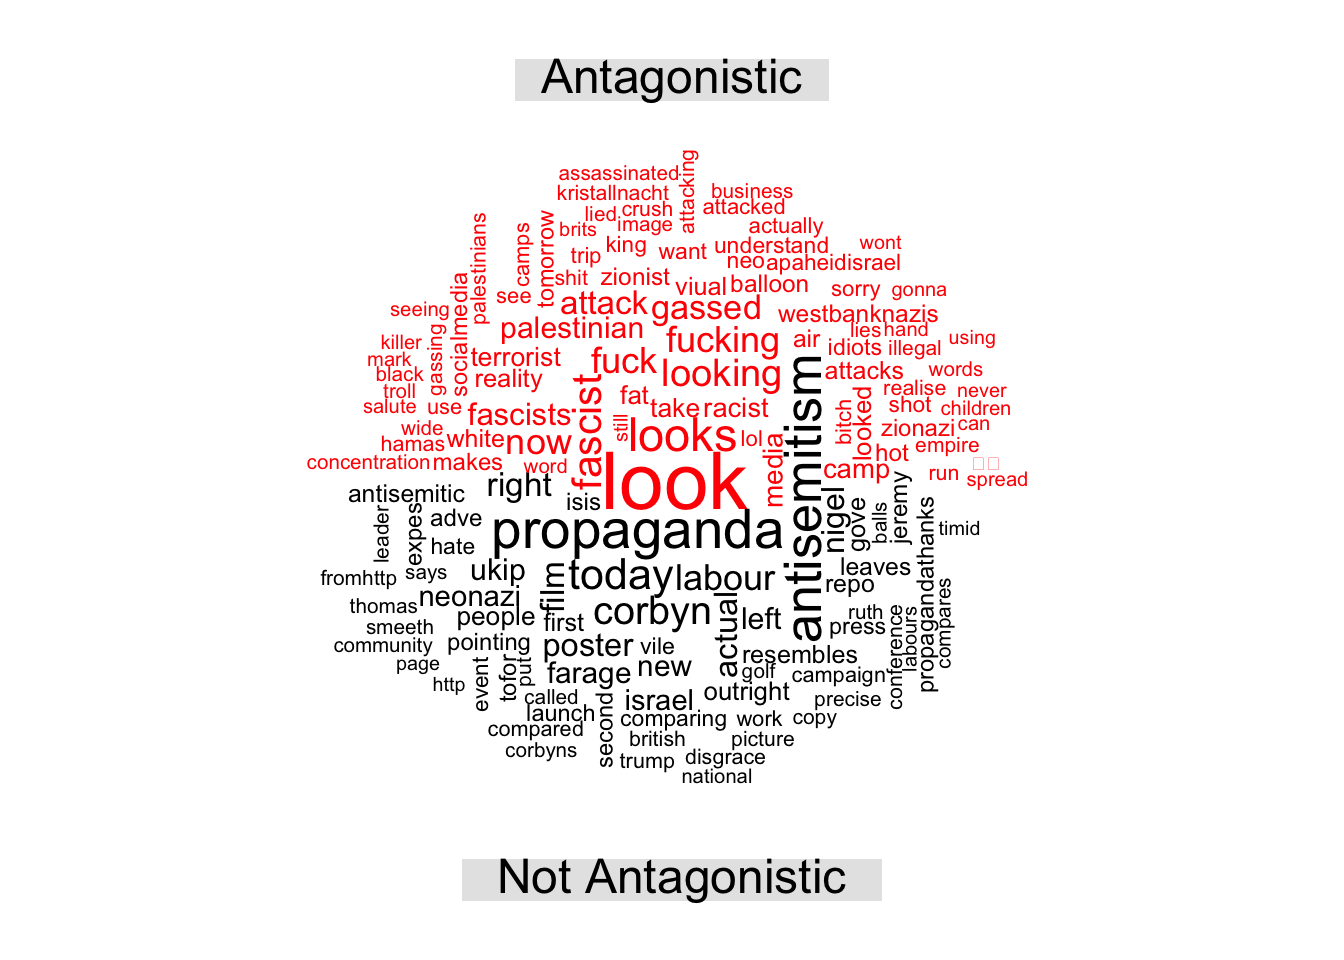 Antagonistic
assassinated
attacking
kristallnacht
business
lied
crush
attacked
brits
image
actually
palestinians
camps
tomorrow
king
want
understand
wont
trip
neo
apaheidisrael
shit
zionist
viual
balloon
sorry
gonna
see
socialmedia
seeing
attack
gassed
westbanknazis
palestinian
fucking
air
lies
hand
using
killer
gassing
terrorist
fuck
looking
idiots
illegal
mark
black
reality
attacks
words
troll
fascist
fat
realise
never
salute
use
fascists
still
take
racist
bitch
looked
shot
children
wide
white
now
looks
lol
zionazi
can
hamas
media
hot
empire
concentration
makes
word
look
camp
run
spread
antisemitism
antisemitic
right
isis
nigel
gove
balls
jeremy
leader
expes
adve
propaganda
propagandathanks
timid
hate
fromhttp
says
ukip
film
today
labour
leaves
repo
compares
thomas
neonazi
corbyn
actual
left
ruth
smeeth
people
first
press
conference
labours
community
pointing
poster
vile
resembles
page
farage
new
golf
campaign
http
event
tofor
put
called
israel
outright
precise
launch
second
comparing
work
copy
compared
british
picture
corbyns
trump
disgrace
national
Not Antagonistic